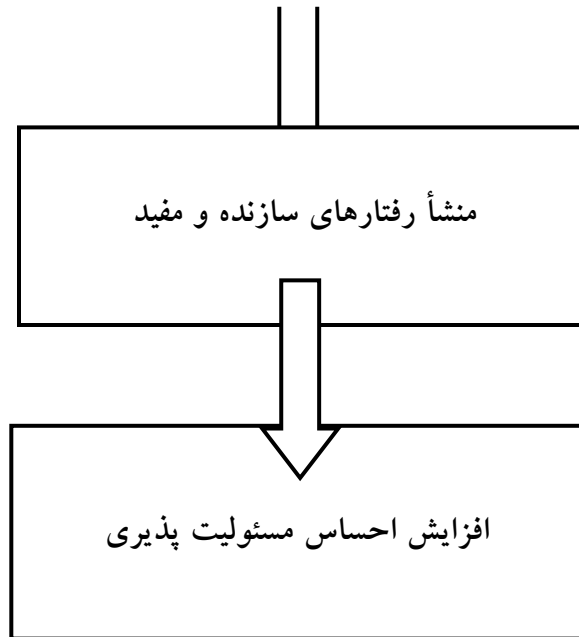 منشأ رفتارهای سازنده و مفید
افزایش احساس مسئولیت پذیری